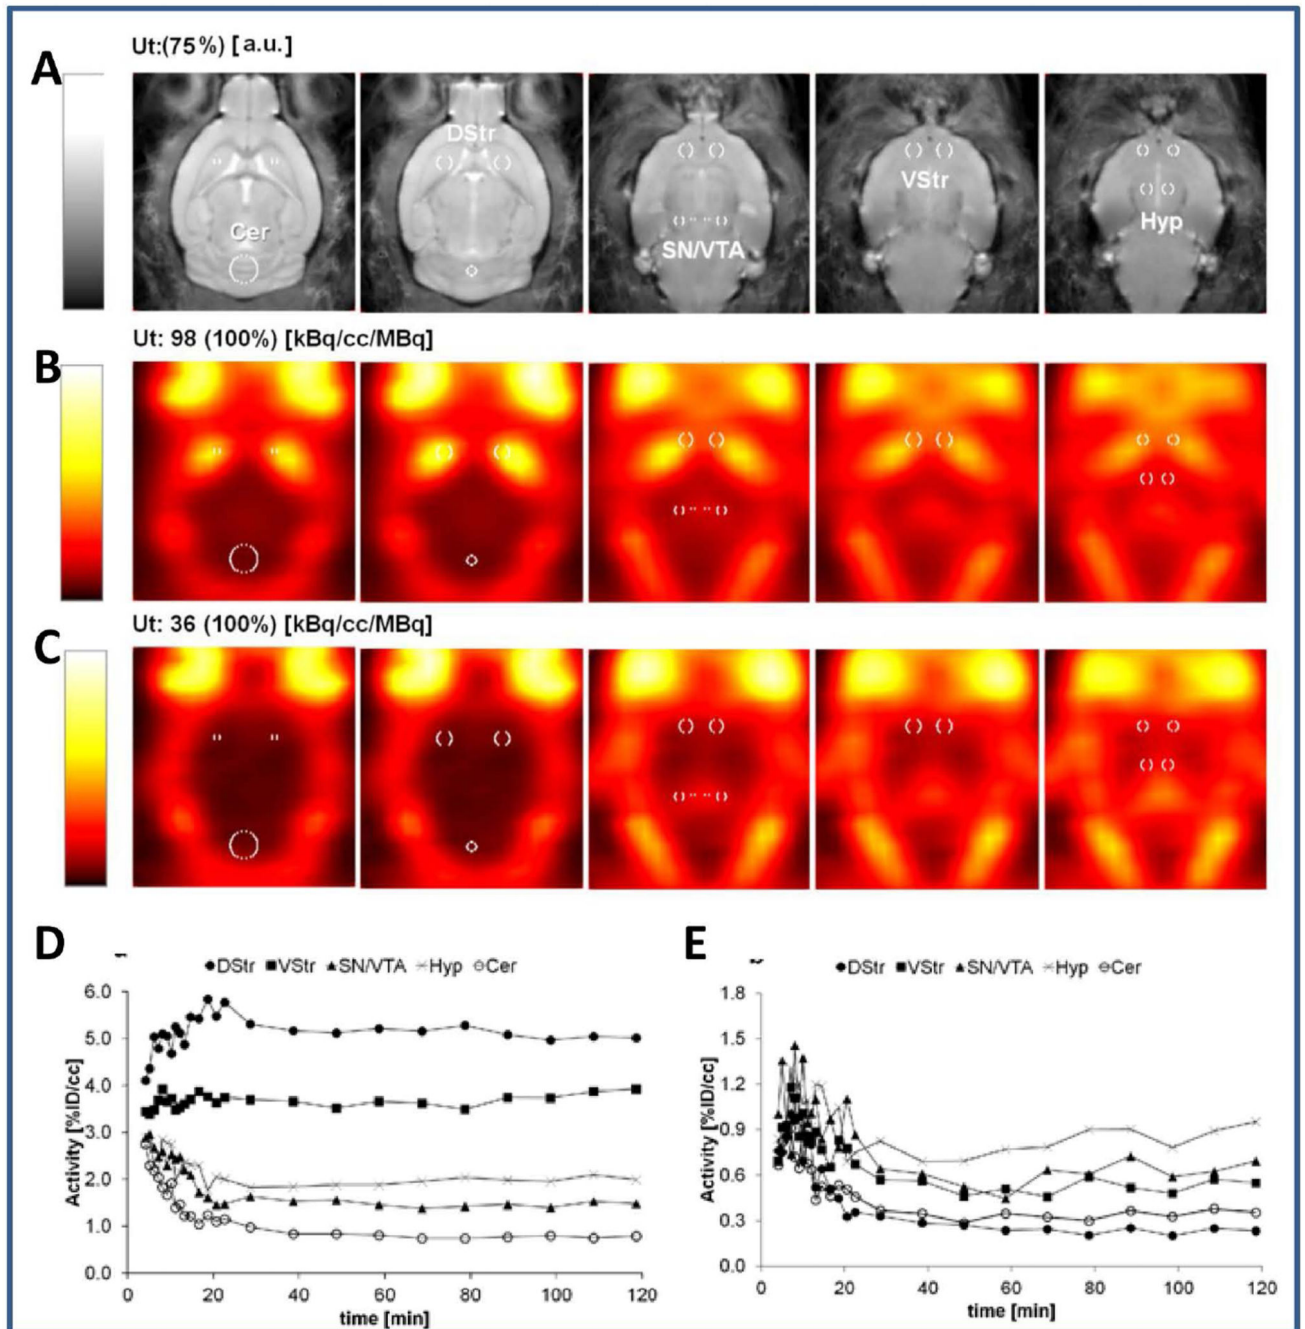 A
Ut:(75%) [a.u.]
DStr
Cer
SN/VTA
VStr
Hyp
B
Ut: 98 (100%) [kBq/cc/MBq]
C
Ut: 36 (100%) [kBq/cc/MBq]
D
DStr VStr SN/VTA Hyp Cer
6.0
5.0
4.0
3.0
2.0
1.0
0.0
Activity [%ID/cc]
0 20 40 60 80 100 120
time [min]
E
DStr VStr SN/VTA Hyp Cer
1.8
1.5
1.2
0.9
0.6
0.3
0.0
Activity [%ID/cc]
0 20 40 60 80 100 120
time [min]